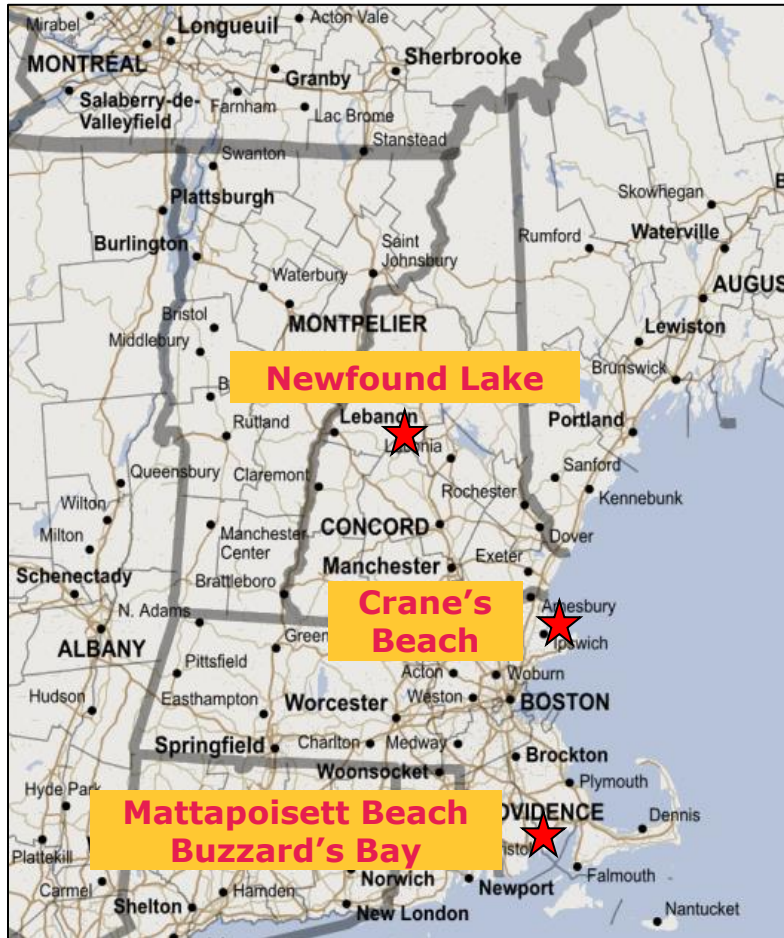 Mirabel
Longueuil
Acton Vale
MONTRÉAL
Sherbrooke
Granby
Salaberry-de-
Valleyfield
Farnham
Lac Brome
Stanstead
Swanton
Plattsburgh
Skowhegan
Burlington
Saint
Johnsbury
Rumford
Waterville
Waterbury
AUGUS
Bristol
MONTPELIER
Middlebury
Lewiston
Brunswick
Newfound Lake
Lebanon
Rutland
Portland
Queensbury
Claremont
Sanford
Rochester
Kennebunk
Wilton
Milton
Manchester
Center
CONCORD
Dover
Manchester
Exeter
Schenectady
Brattleboro
N. Adams
Crane's
Beach
Amesbury
Ipswich
ALBANY
Green
Pittsfield
Acton
Woburn
Hudson
Easthampton
Weston
BOSTON
Worcester
Springfield
Charlton
Medway
Brockton
Woonsocket
Plymouth
Hyde Park
Mattapoisett Beach
Buzzard's Bay
OVIDENCE
Dennis
Plattekill
Carmel
Norwich
Newport
Falmouth
Shelton
Hamden
New London
Nantucket